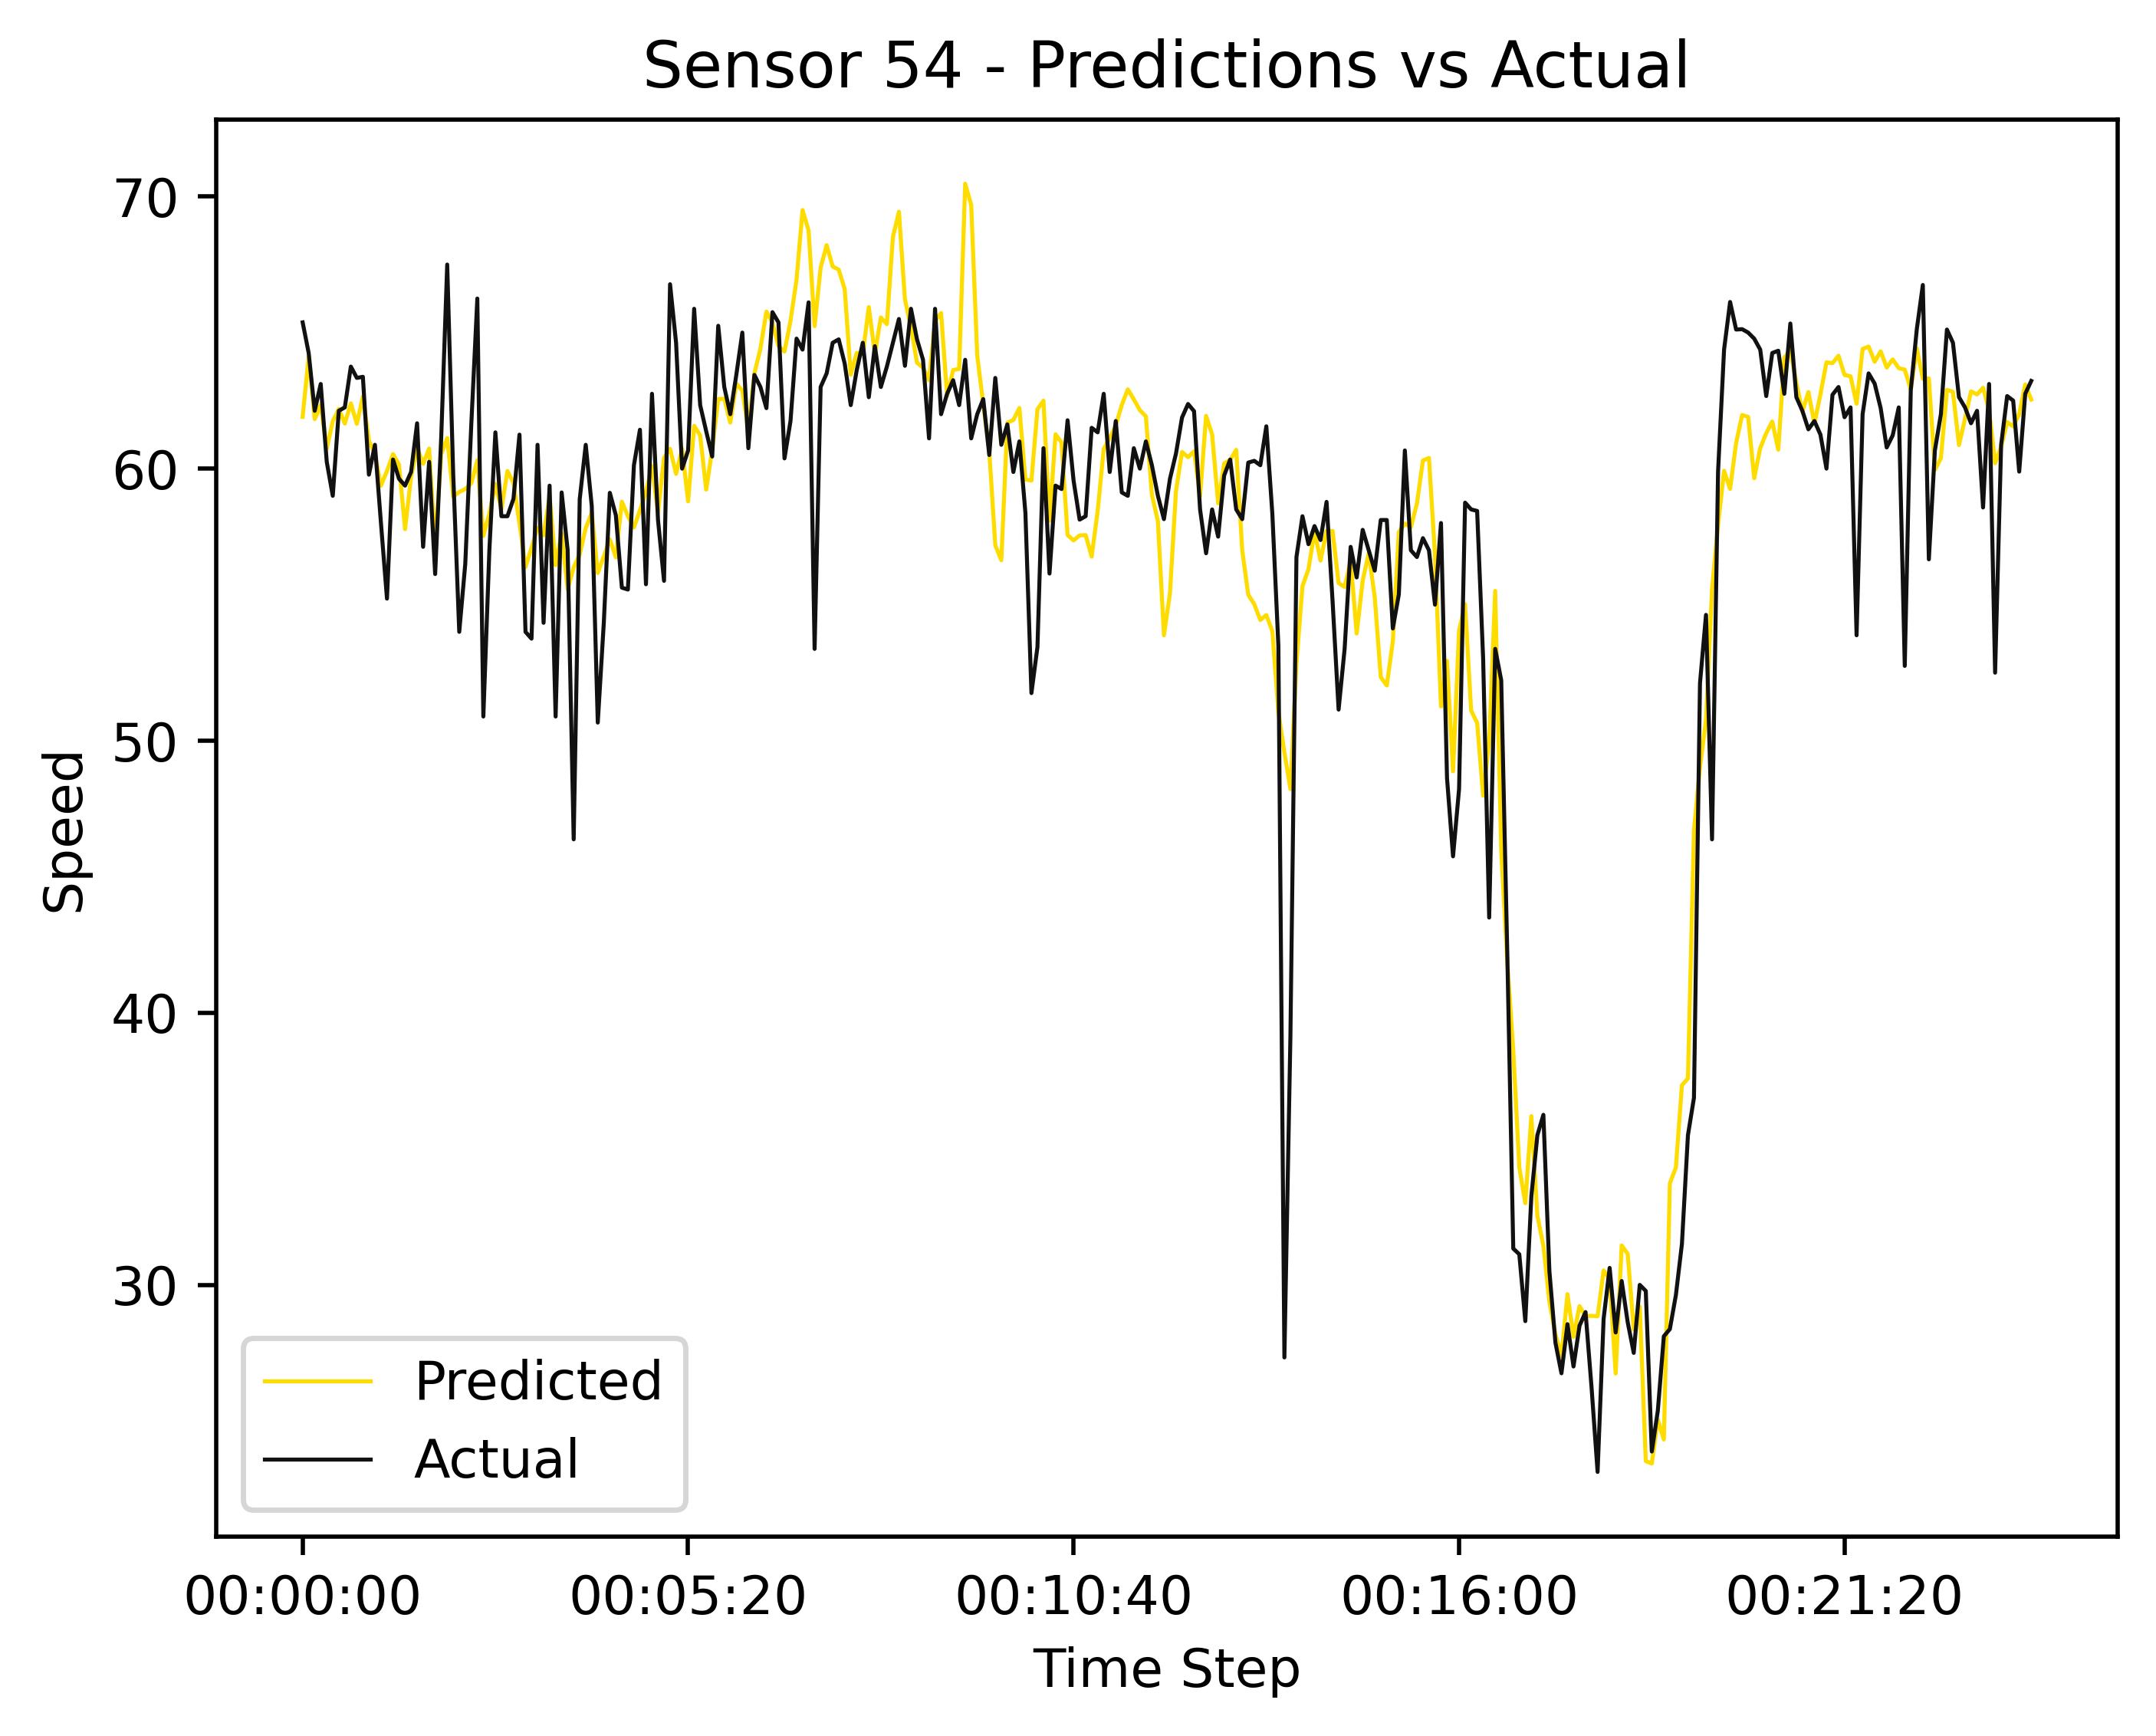 Sensor 54 - Predictions vs Actual
70
60
50
40
30
Speed
Predicted
Actual
00:00:00 00:05:20 00:10:40 00:16:00 00:21:20
Time Step